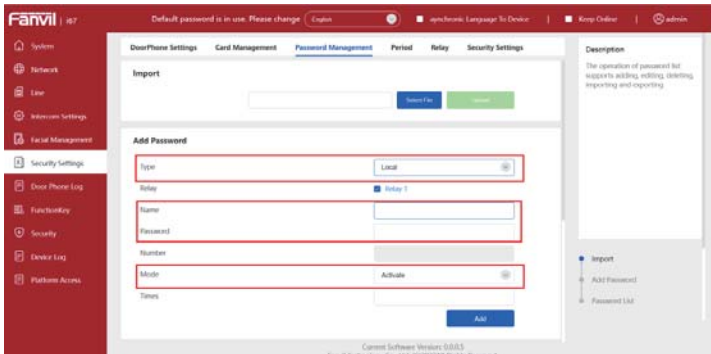 Fanvil | i67
Default password is in use. Please change
English
synchronic Language To Device
Keep Online
admin
System
Network
Line
Intercom Settings
Facial Management
Security Settings
Door Phone Log
FunctionKey
Security
Device Log
Platform Access
DoorPhone Settings
Card Management
Password Management
Period
Relay
Security Settings
Import
Select File
Add Password
Type
Local
Relay
Relay 1
Name
Password
Number
Mode
Activate
Times
Add
Current Software Version: 0.0.0.5
Description
The operation of password list
supports adding, editing, deleting,
importing and exporting.
Import
Add Password
Password List